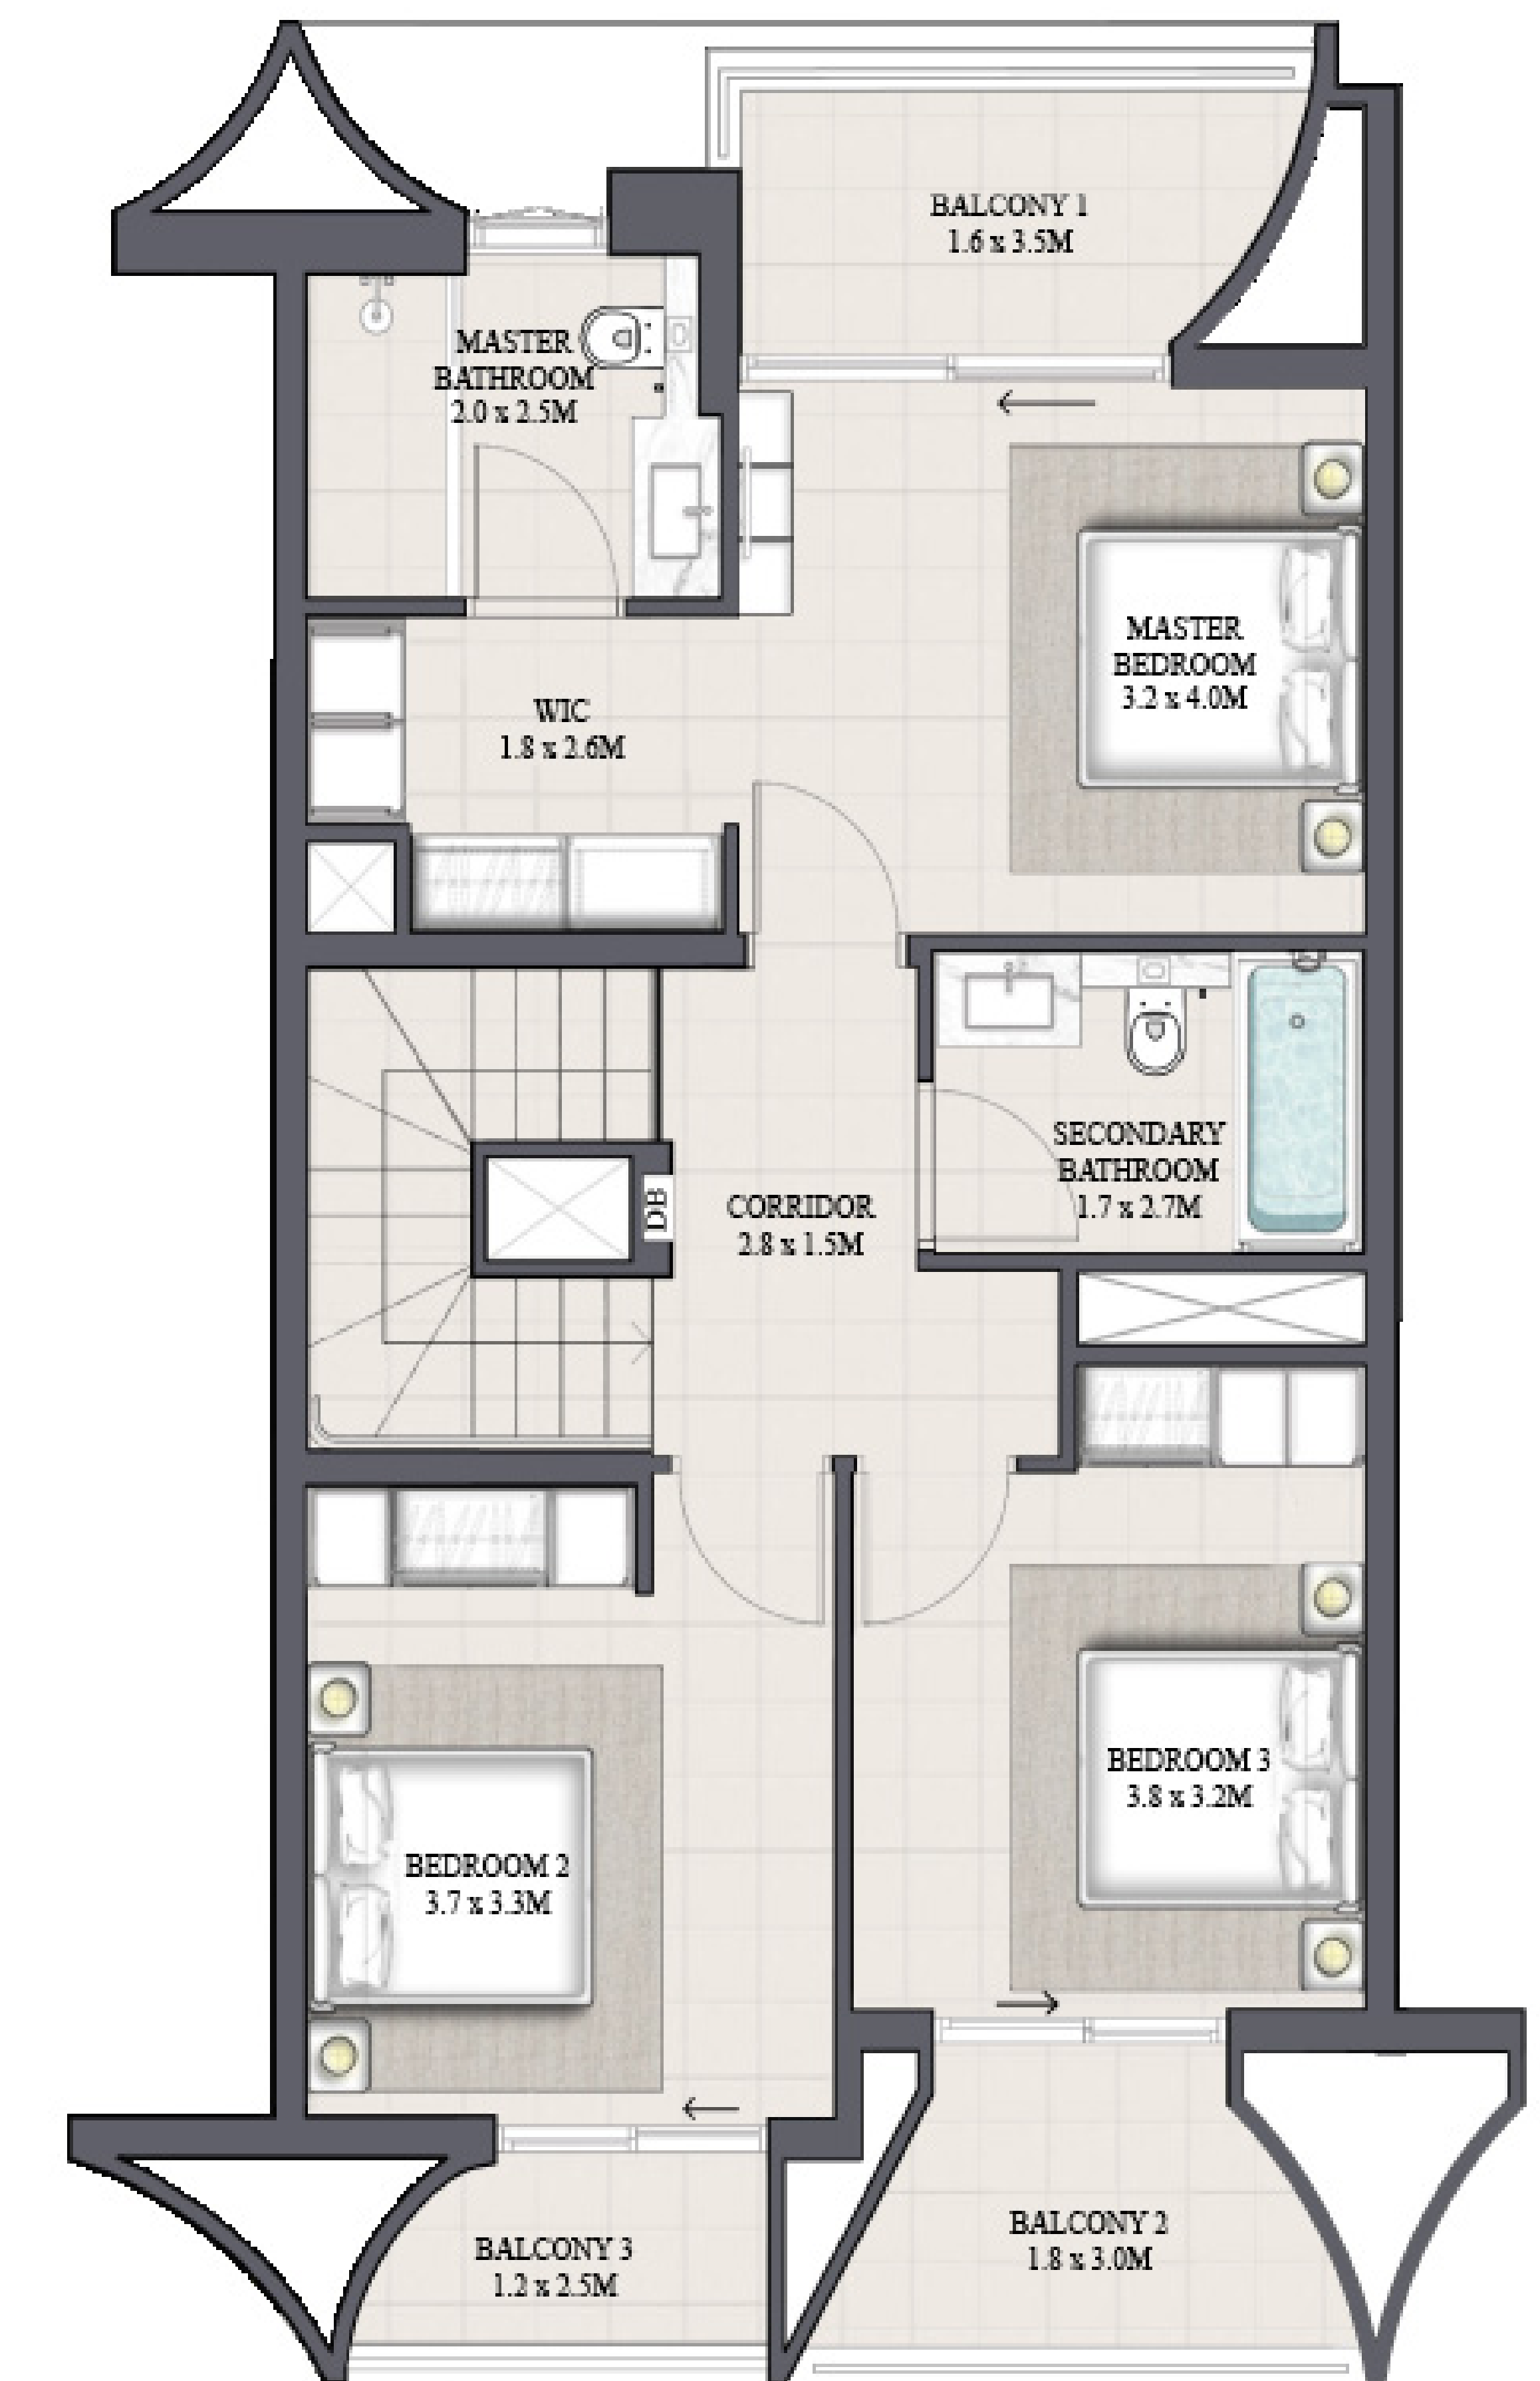 BALCONY 1
1.6 x 3.5M
MASTER
BATHROOM
2.0 x 2.5M
MASTER
BEDROOM
3.2 x 4.0M
WIC
1.8 x 2.6M
SECONDARY
BATHROOM
1.7 x 2.7M
DB
CORRIDOR
2.8 x 1.5M
BEDROOM 3
3.8 x 3.2M
BEDROOM 2
3.7 x 3.3M
BALCONY 2
1.8 x 3.0M
BALCONY 3
1.2 x 2.5M